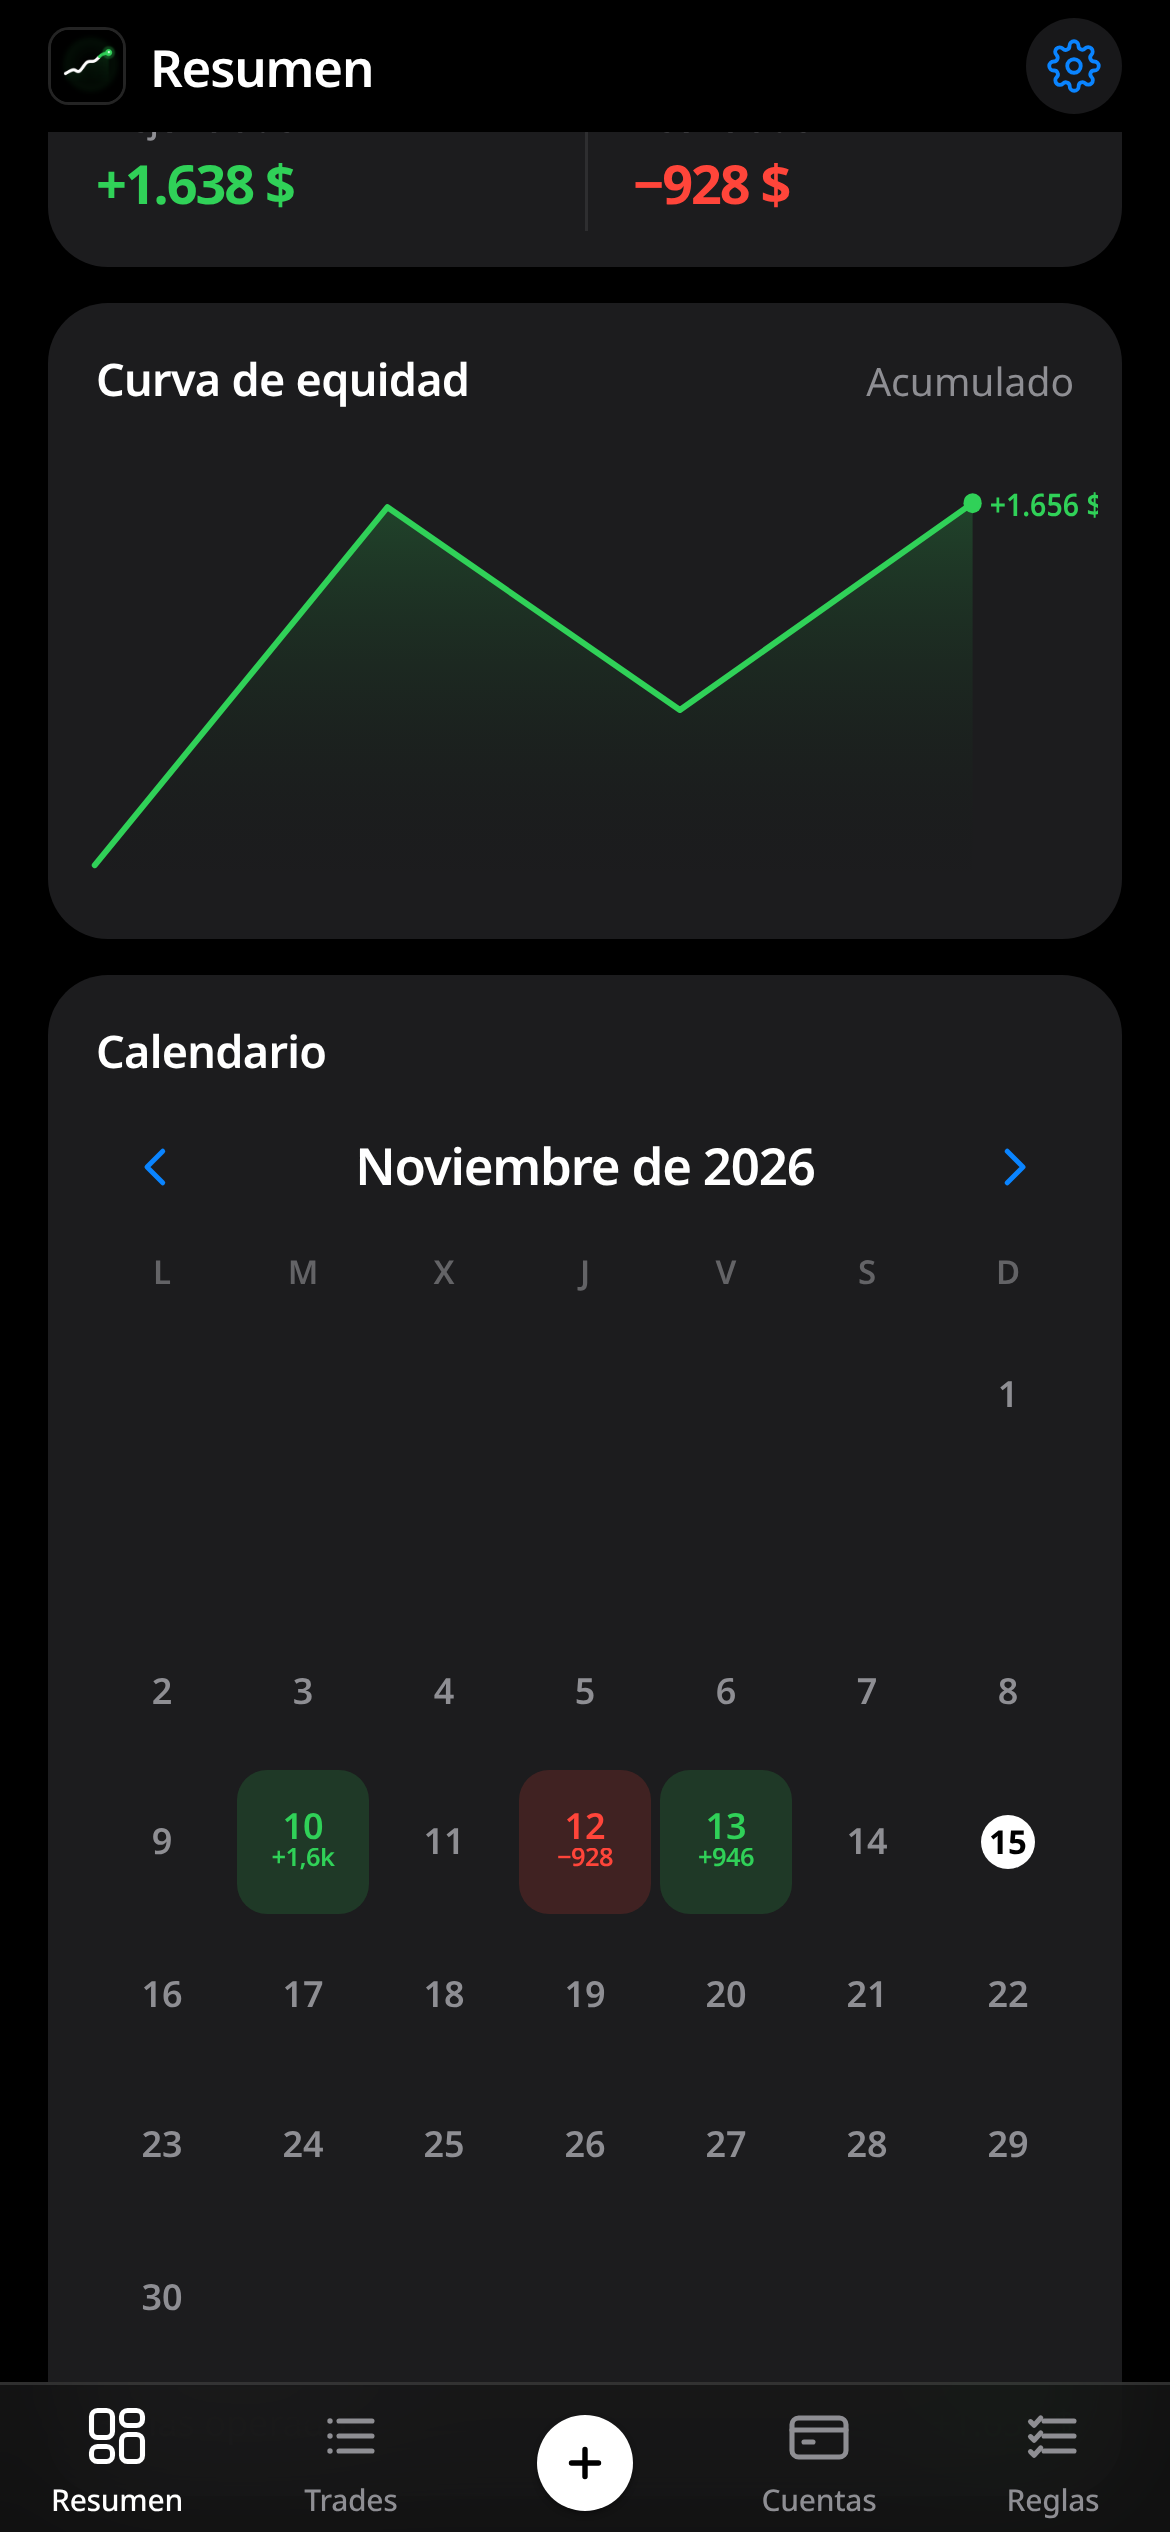 Resumen
+1.638 $
−928 $
Curva de equidad
Acumulado
+1.656 $
Calendario
Noviembre de 2026
L M X J V S D
1
2 3 4 5 6 7 8
9 10 11 12 13 14 15
+1,6k −928 +946
16 17 18 19 20 21 22
23 24 25 26 27 28 29
30
Resumen Trades Cuentas Reglas